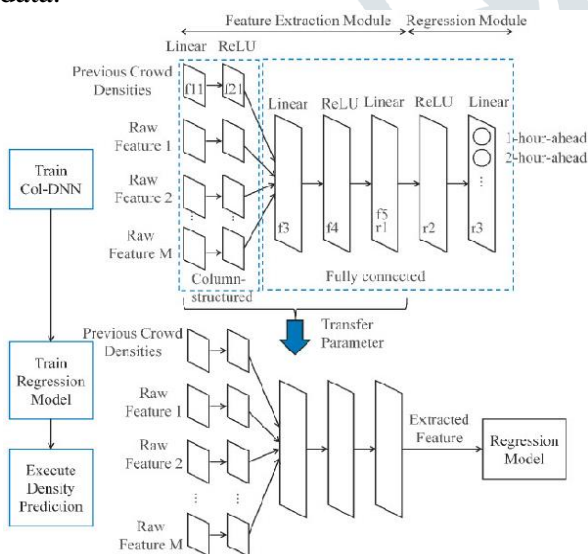 data.
Feature Extraction Module Regression Module
Linear ReLU
Previous Crowd
Densities
f11 f21
Linear ReLU Linear ReLU Linear
Raw
Feature 1
1-hour-ahead
2-hour-ahead
Train
Col-DNN
Raw
Feature 2
f3 f4 f5
r1 r2 r3
Raw
Feature M
Column-
structured
Fully connected
Transfer
Parameter
Previous Crowd
Densities
Train
Regression
Model
Raw
Feature 1
Extracted
Feature
Regression
Model
Raw
Feature 2
Execute
Density
Prediction
Raw
Feature M